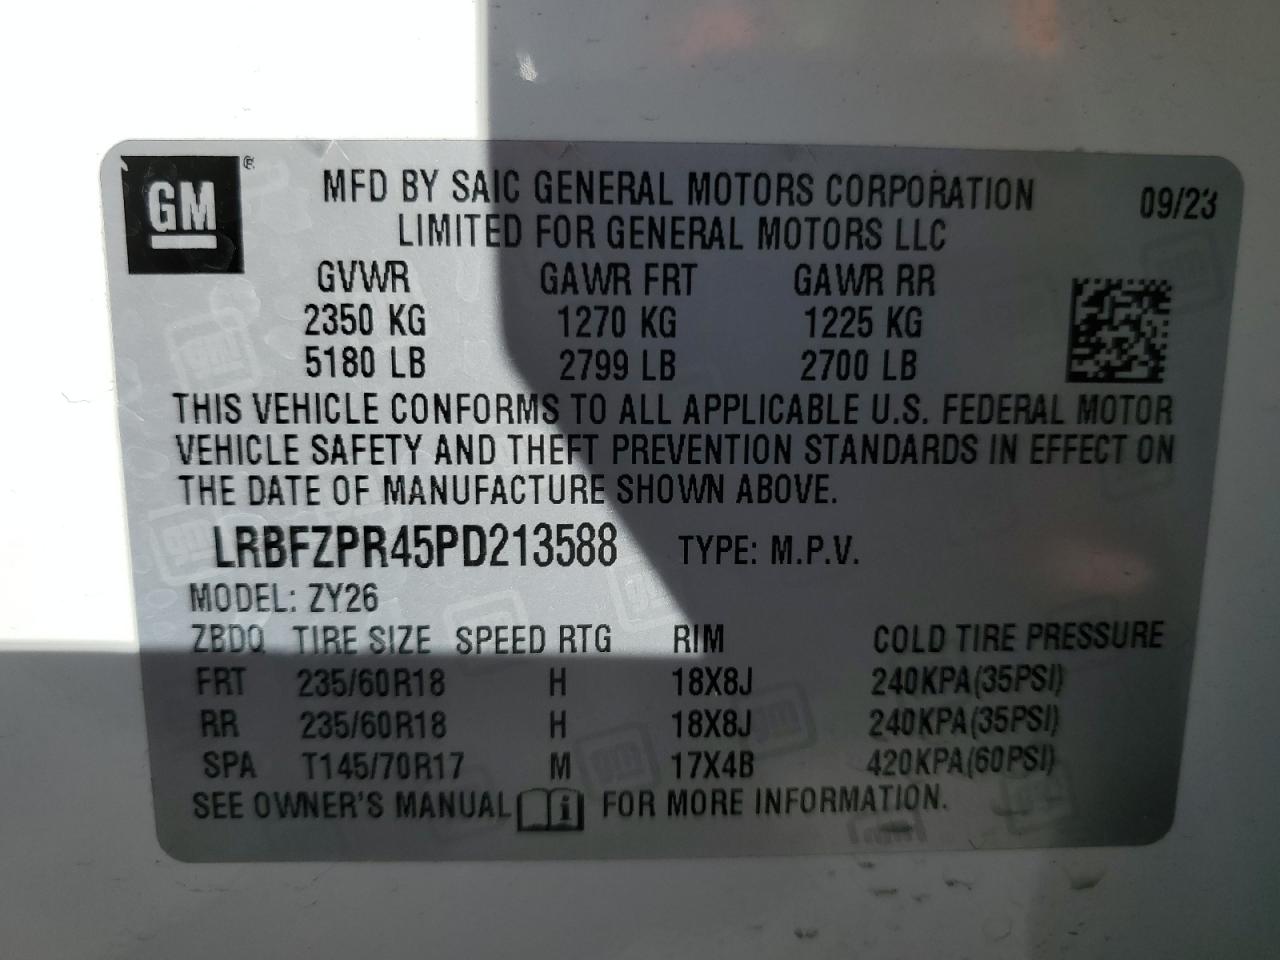 GM ®
MFD BY SAIC GENERAL MOTORS CORPORATION 09/23
LIMITED FOR GENERAL MOTORS LLC
GVWR GAWR FRT GAWR RR
2350 KG 1270 KG 1225 KG
5180 LB 2799 LB 2700 LB
THIS VEHICLE CONFORMS TO ALL APPLICABLE U.S. FEDERAL MOTOR
VEHICLE SAFETY AND THEFT PREVENTION STANDARDS IN EFFECT ON
THE DATE OF MANUFACTURE SHOWN ABOVE.
LRBFZPR45PD213588 TYPE: M.P.V.
MODEL: ZY26
ZBDQ TIRE SIZE SPEED RTG RIM COLD TIRE PRESSURE
FRT 235/60R18 H 18X8J 240KPA(35PSI)
RR 235/60R18 H 18X8J 240KPA(35PSI)
SPA T145/70R17 M 17X4B 420KPA(60PSI)
SEE OWNER'S MANUAL i FOR MORE INFORMATION.